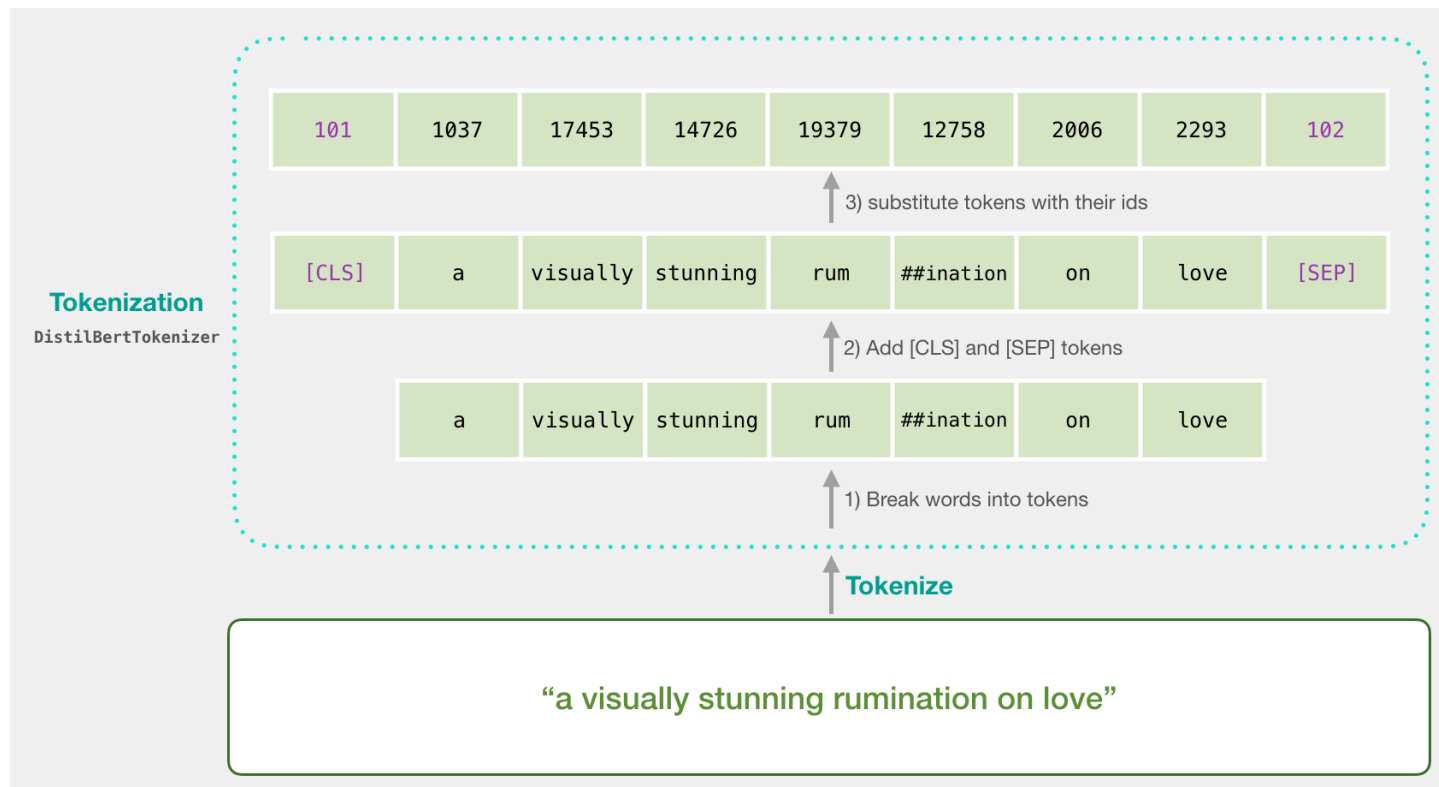 101 1037 17453 14726 19379 12758 2006 2293 102
3) substitute tokens with their ids
[CLS] a visually stunning rum ##ination on love [SEP]
Tokenization
DistilBertTokenizer
2) Add [CLS] and [SEP] tokens
a visually stunning rum ##ination on love
1) Break words into tokens
Tokenize
“a visually stunning rumination on love”